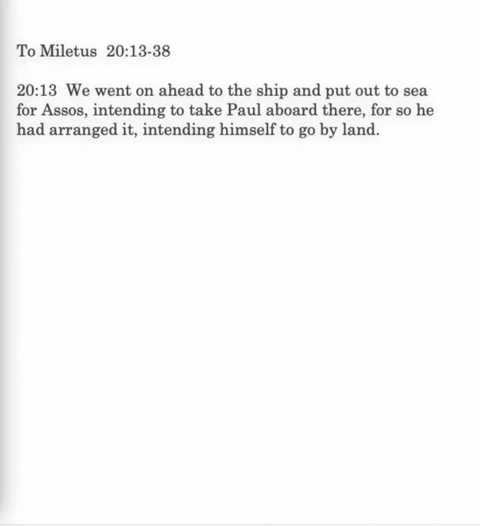 To Miletus 20:13-38
20:13 We went on ahead to the ship and put out to sea
for Assos, intending to take Paul aboard there, for so he
had arranged it, intending himself to go by land.